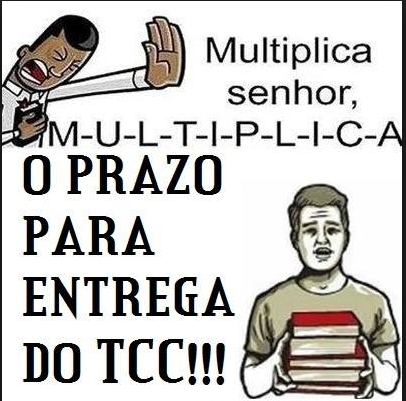 Multiplica
senhor,
M-U-L-T-I-P-L-I-C-A
O PRAZO
PARA
ENTREGA
DO TCC!!!